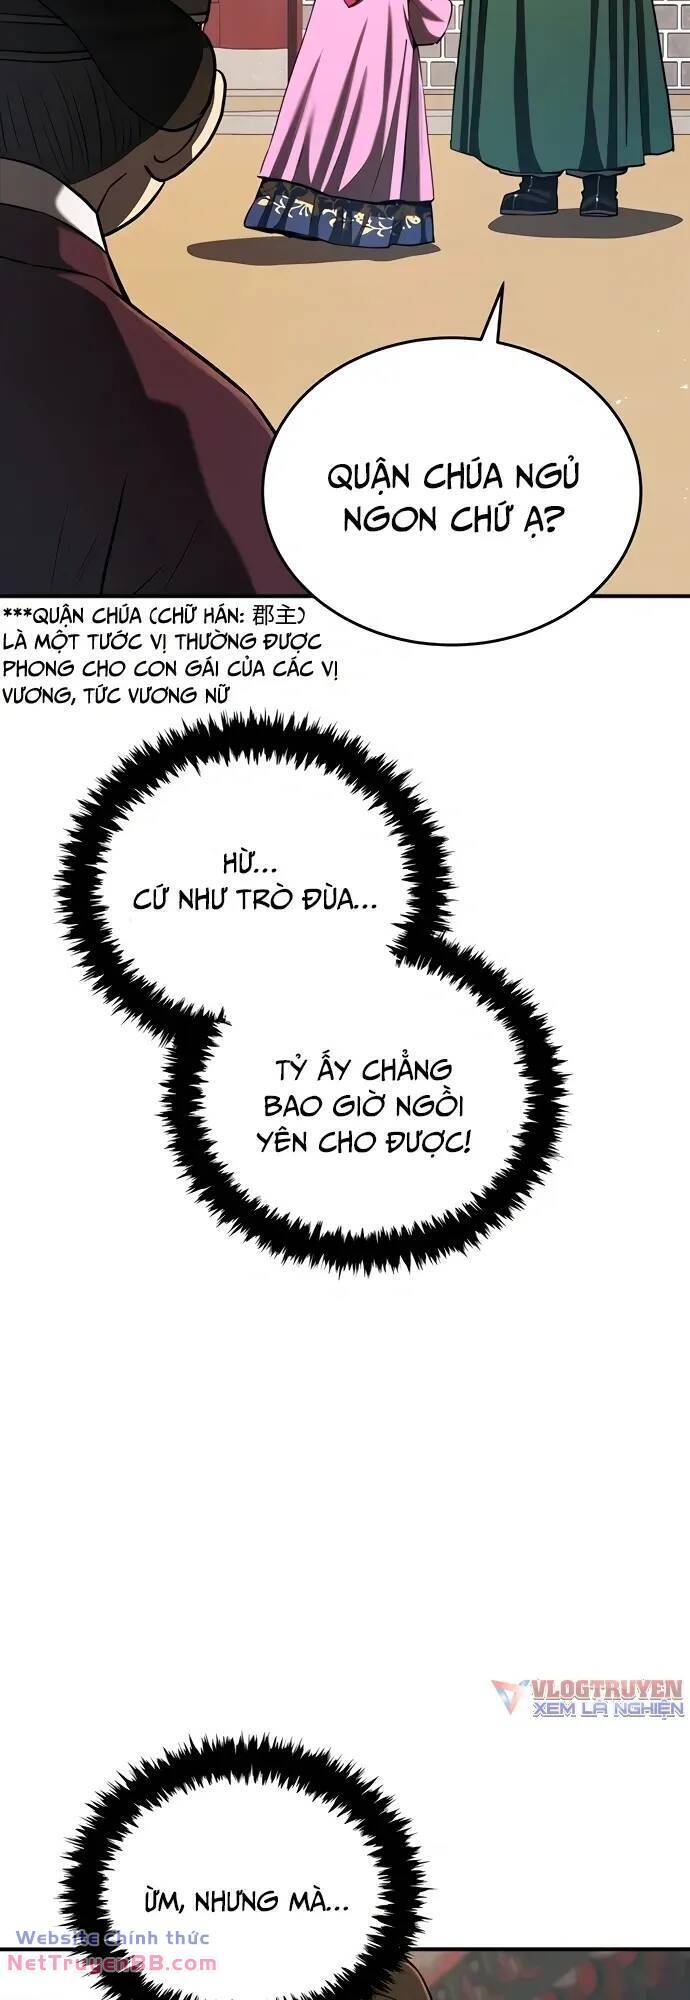 QUẬN CHÚA NGỦ
NGON CHỨ Ạ?
***QUẬN CHÚA (CHỮ HÁN: 郡主)
LÀ MỘT TƯỚC VỊ THƯỜNG ĐƯỢC
PHONG CHO CON GÁI CỦA CÁC VỊ
VƯƠNG, TỨC VƯƠNG NỮ
HỪ...
CỨ NHƯ TRÒ ĐÙA...
TỶ ẤY CHẲNG
BAO GIỜ NGỒI
YÊN CHO ĐƯỢC!
VLOGTRUYEN
XEM LÀ NGHIỆN
ỪM, NHƯNG MÀ...
Website chính thức
NetTruyenBB.com